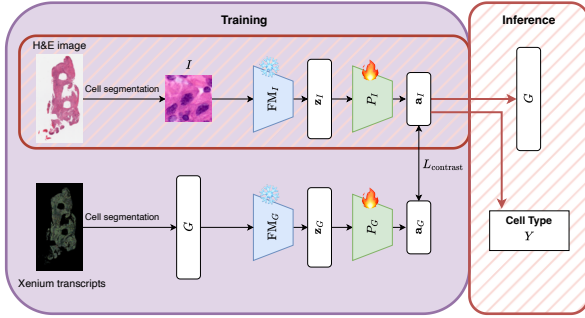 Training
Inference
H&E image
Cell segmentation
I
FM_I
z_I
P_I
a_I
G
L_contrast
Cell segmentation
G
FM_G
z_G
P_G
a_G
Cell Type
Y
Xenium transcripts